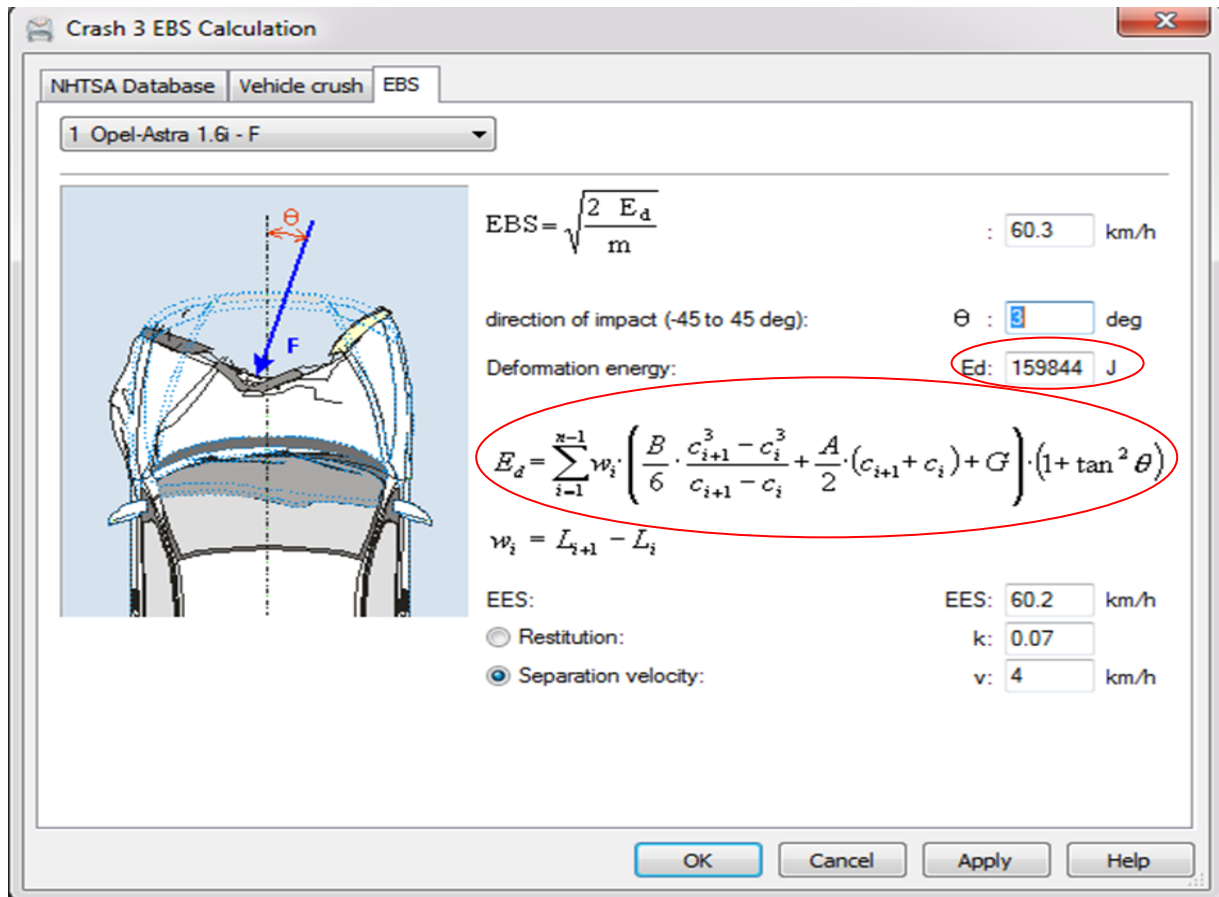 Crash 3 EBS Calculation
NHTSA Database Vehicle crush EBS
1 Opel-Astra 1.6i - F
θ
F
EBS = √(2 E_d / m) : 60.3 km/h
direction of impact (-45 to 45 deg): Θ : 3 deg
Deformation energy: Ed: 159844 J
E_d = ∑_{i=1}^{n-1} w_i · ( B/6 · (c_{i+1}^3 − c_i^3)/(c_{i+1} − c_i) + A/2 · (c_{i+1} + c_i) + G ) · (1 + tan² θ)
w_i = L_{i+1} − L_i
EES: EES: 60.2 km/h
Restitution: k: 0.07
Separation velocity: v: 4 km/h
OK Cancel Apply Help